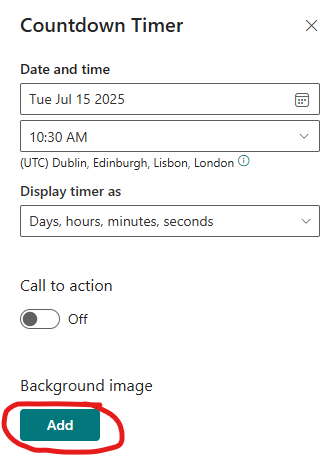 Countdown Timer
Date and time
Tue Jul 15 2025
10:30 AM
(UTC) Dublin, Edinburgh, Lisbon, London
Display timer as
Days, hours, minutes, seconds
Call to action
Off
Background image
Add